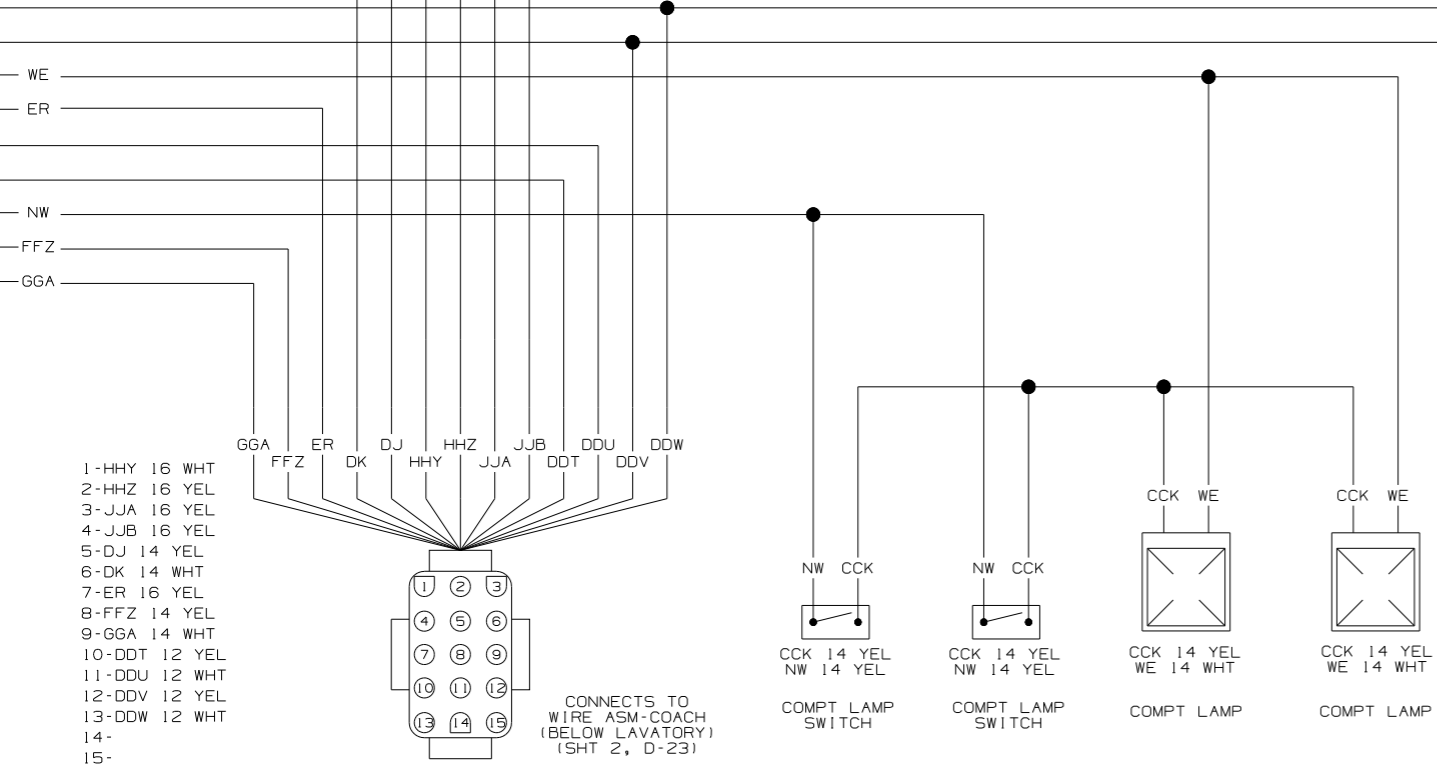 WE
ER
NW
FFZ
GGA
GGA ER DJ HHZ JJB DDU DDW
FFZ DK HHY JJA DDT DDV
1-HHY 16 WHT
2-HHZ 16 YEL
3-JJA 16 YEL
4-JJB 16 YEL
5-DJ 14 YEL
6-DK 14 WHT
7-ER 16 YEL
8-FFZ 14 YEL
9-GGA 14 WHT
10-DDT 12 YEL
11-DDU 12 WHT
12-DDV 12 YEL
13-DDW 12 WHT
14-
15-
1 2 3
4 5 6
7 8 9
10 11 12
13 14 15
CONNECTS TO
WIRE ASM-COACH
(BELOW LAVATORY)
(SHT 2, D-23)
NW CCK
CCK 14 YEL
NW 14 YEL
COMPT LAMP
SWITCH
NW CCK
CCK 14 YEL
NW 14 YEL
COMPT LAMP
SWITCH
CCK WE
CCK 14 YEL
WE 14 WHT
COMPT LAMP
CCK WE
CCK 14 YEL
WE 14 WHT
COMPT LAMP